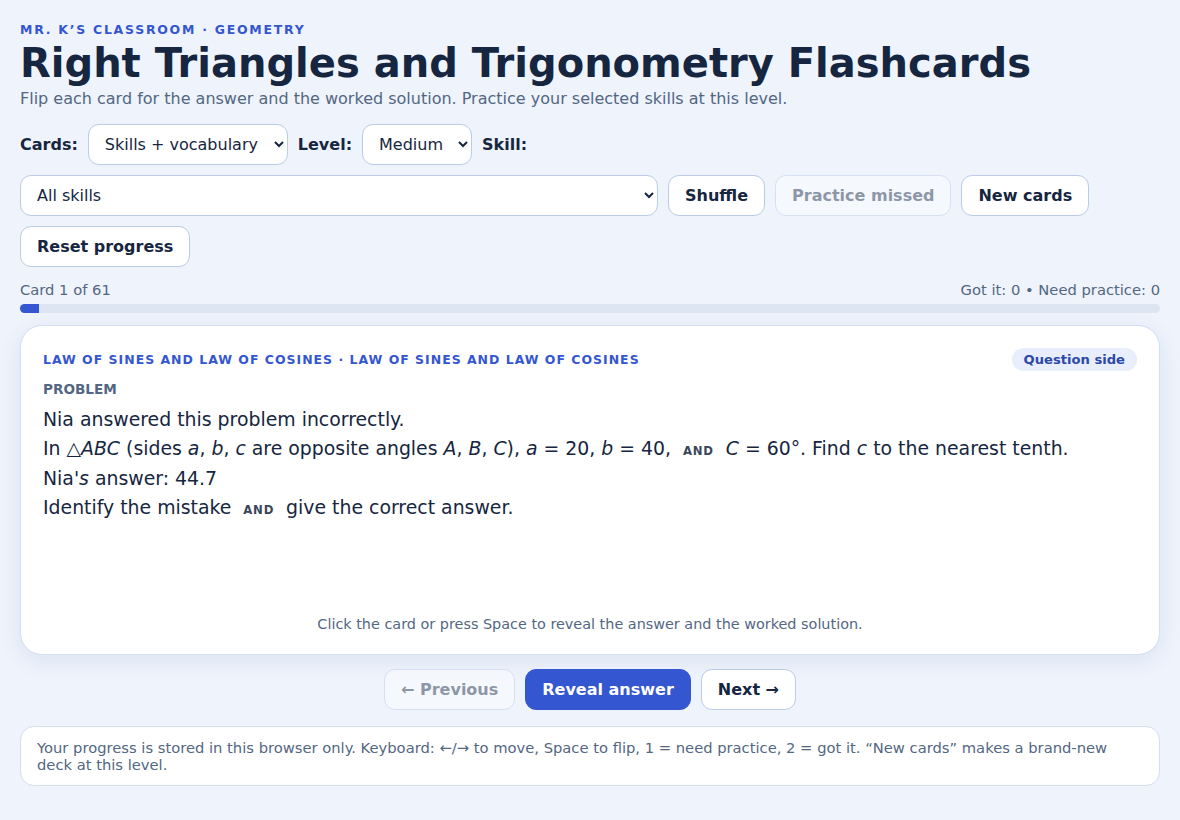 MR. K’S CLASSROOM · GEOMETRY
Right Triangles and Trigonometry Flashcards
Flip each card for the answer and the worked solution. Practice your selected skills at this level.
Cards: Skills + vocabulary Level: Medium Skill:
All skills Shuffle Practice missed New cards
Reset progress
Card 1 of 61 Got it: 0 • Need practice: 0
LAW OF SINES AND LAW OF COSINES · LAW OF SINES AND LAW OF COSINES Question side
PROBLEM
Nia answered this problem incorrectly.
In △ABC (sides a, b, c are opposite angles A, B, C), a = 20, b = 40, AND C = 60°. Find c to the nearest tenth.
Nia's answer: 44.7
Identify the mistake AND give the correct answer.
Click the card or press Space to reveal the answer and the worked solution.
← Previous Reveal answer Next →
Your progress is stored in this browser only. Keyboard: ←/→ to move, Space to flip, 1 = need practice, 2 = got it. “New cards” makes a brand-new
deck at this level.